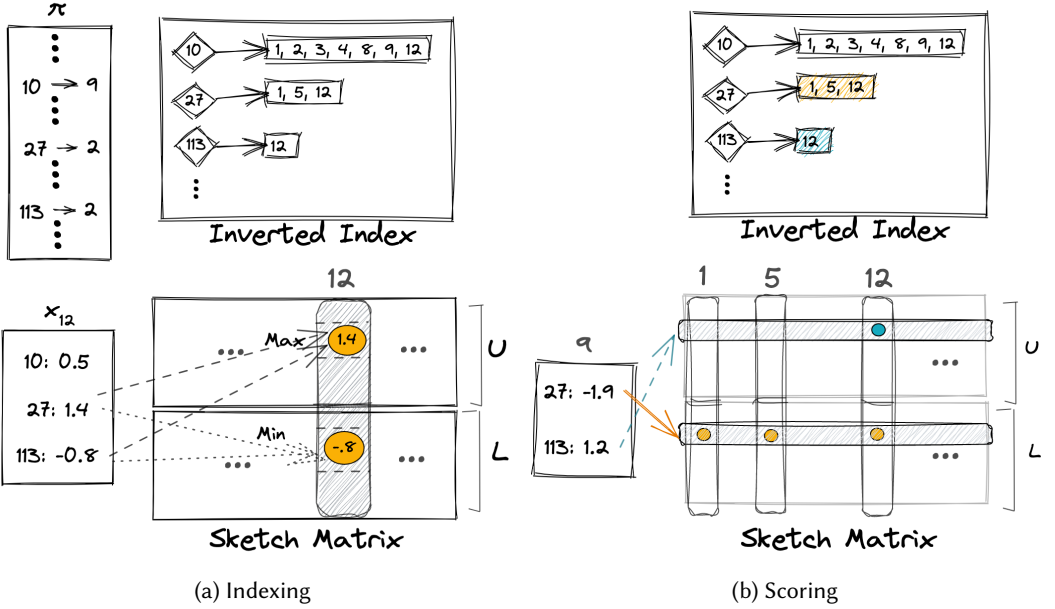 π
10 → 9
27 → 2
113 → 2
10 → 1, 2, 3, 4, 8, 9, 12
27 → 1, 5, 12
113 → 12
Inverted Index
10 → 1, 2, 3, 4, 8, 9, 12
27 → 1, 5, 12
113 → 12
Inverted Index
x12
10: 0.5
27: 1.4
113: -0.8
12
Max
1.4
... ...
U
Min
-.8
... ...
L
Sketch Matrix
(a) Indexing
q
27: -1.9
113: 1.2
1 5 12
...
U
...
L
Sketch Matrix
(b) Scoring